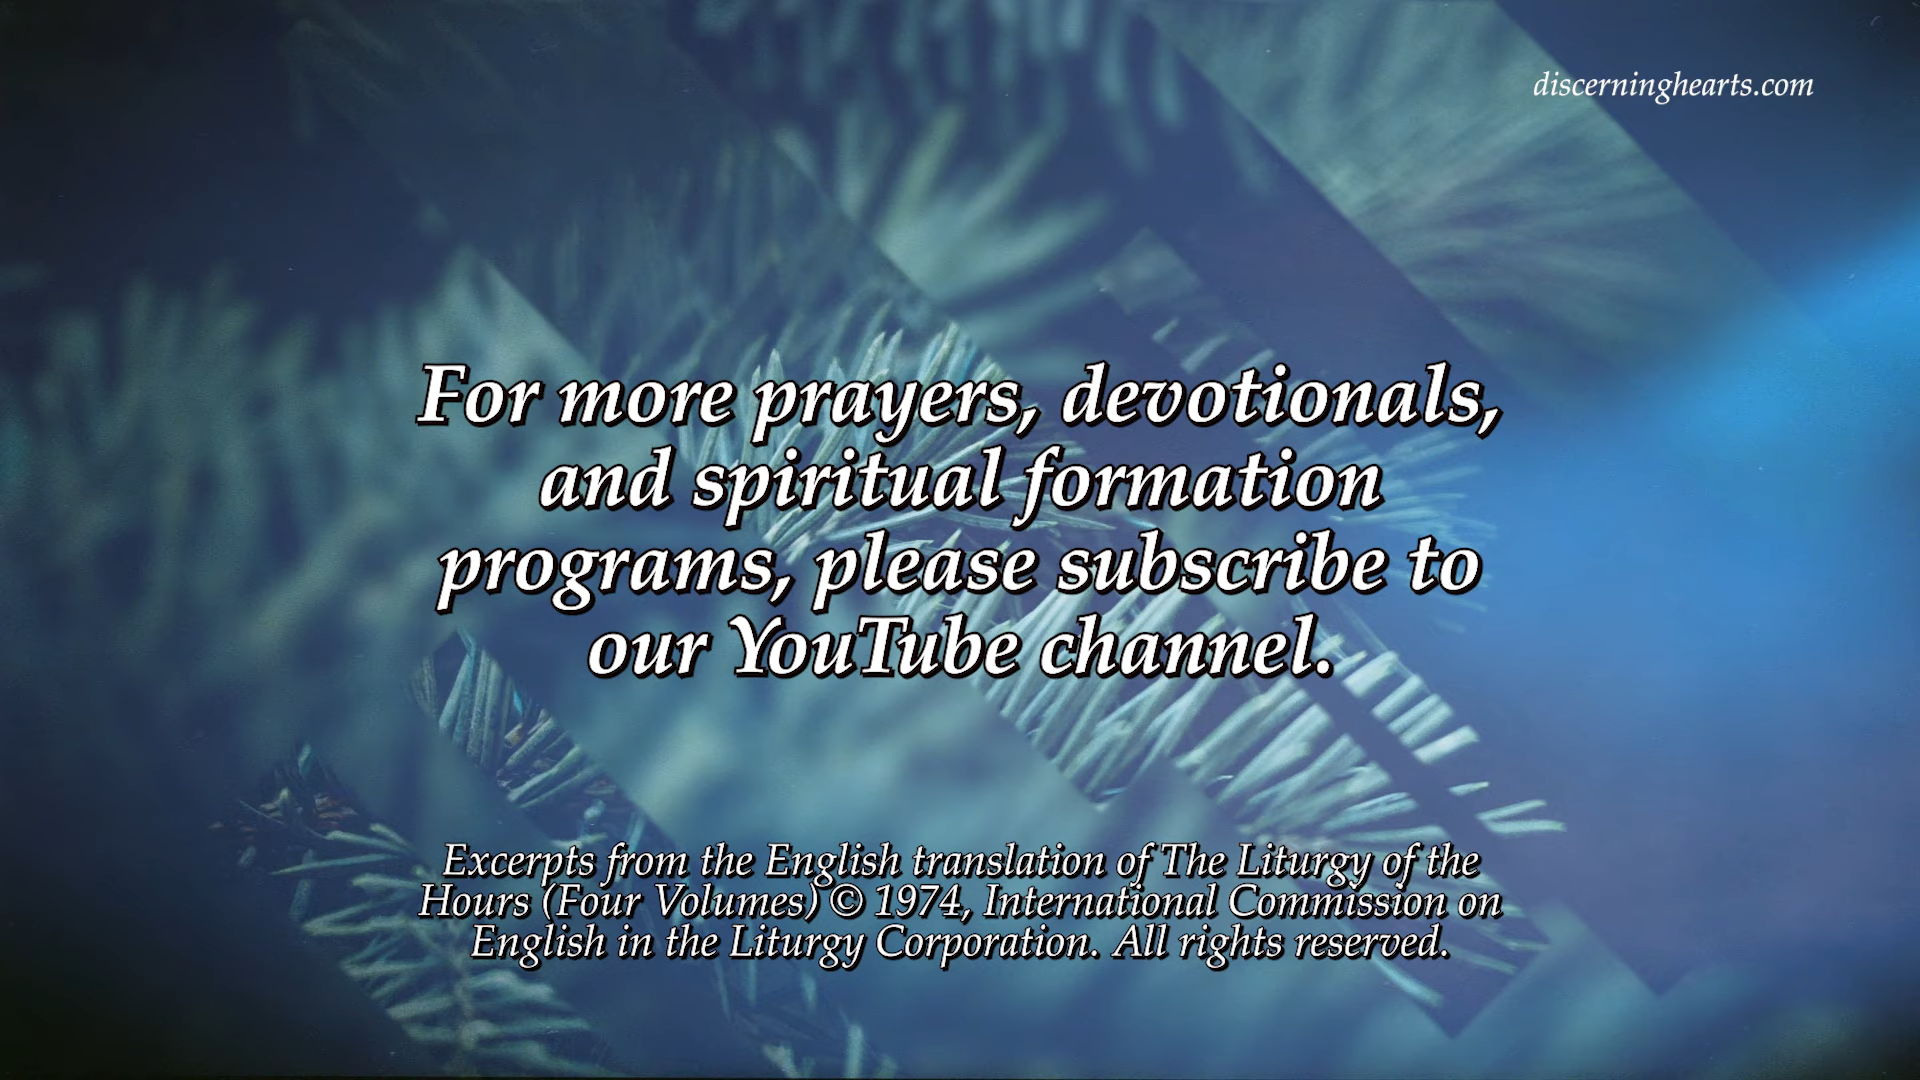 discerninghearts.com
For more prayers, devotionals,
and spiritual formation
programs, please subscribe to
our YouTube channel.
Excerpts from the English translation of The Liturgy of the
Hours (Four Volumes) © 1974, International Commission on
English in the Liturgy Corporation. All rights reserved.